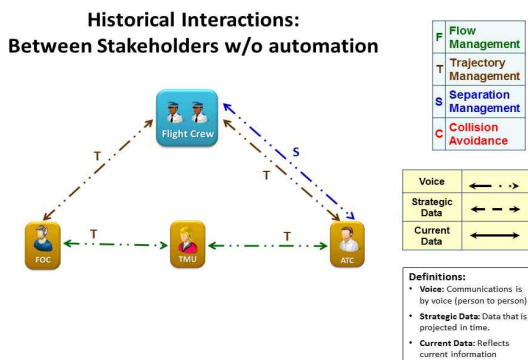 Historical Interactions:
Between Stakeholders w/o automation
Flight Crew
T
S
T
T
T
FOC
TMU
ATC
F Flow
Management
T Trajectory
Management
S Separation
Management
C Collision
Avoidance
Voice
Strategic
Data
Current
Data
Definitions:
• Voice: Communications is
by voice (person to person)
• Strategic Data: Data that is
projected in time.
• Current Data: Reflects
current information